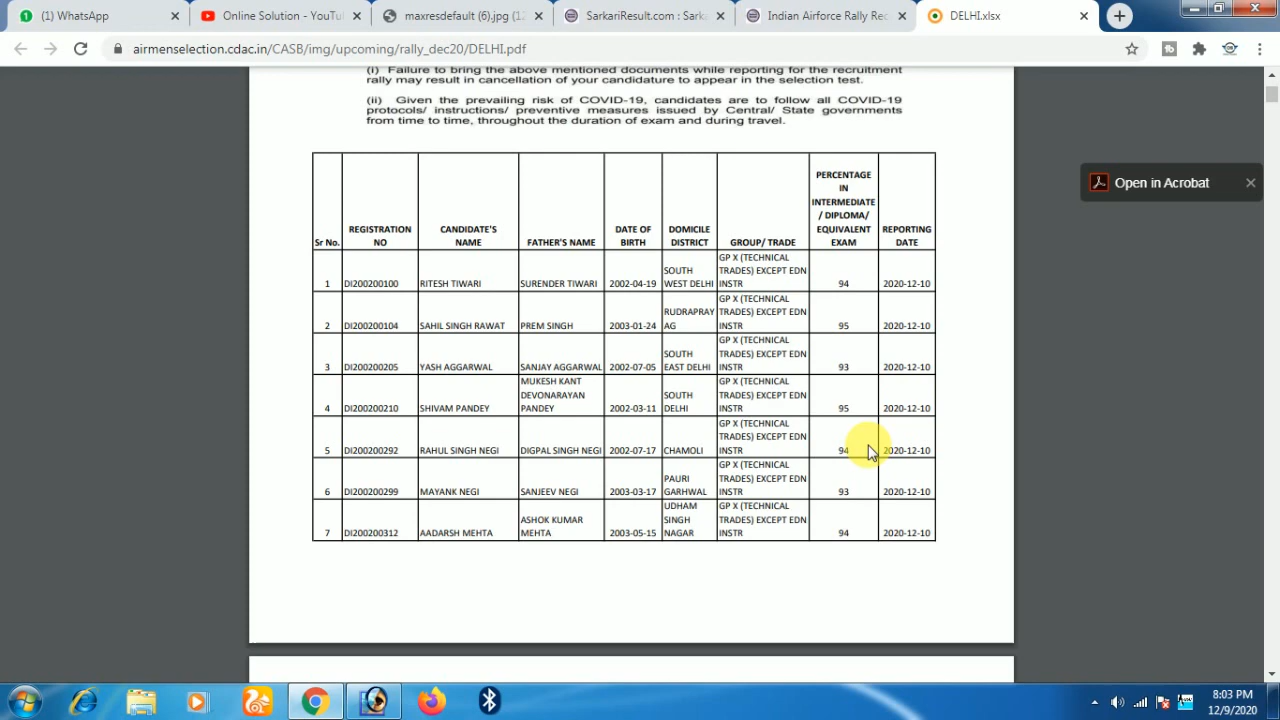 (1) WhatsApp
Online Solution - YouTu
maxresdefault (6).jpg (12
SarkariResult.com : Sarka
Indian Airforce Rally Rec
DELHI.xlsx
airmenselection.cdac.in/CASB/img/upcoming/rally_dec20/DELHI.pdf
(i) Failure to bring the above mentioned documents while reporting for the recruitment
rally may result in cancellation of your candidature to appear in the selection test.
(ii) Given the prevailing risk of COVID-19, candidates are to follow all COVID-19
protocols/ instructions/ preventive measures issued by Central/ State governments
from time to time, throughout the duration of exam and during travel.
Open in Acrobat
Sr No.
REGISTRATION
NO
CANDIDATE'S
NAME
FATHER'S NAME
DATE OF
BIRTH
DOMICILE
DISTRICT
GROUP/ TRADE
PERCENTAGE
IN
INTERMEDIATE
/ DIPLOMA/
EQUIVALENT
EXAM
REPORTING
DATE
1
DI200200100
RITESH TIWARI
SURENDER TIWARI
2002-04-19
SOUTH
WEST DELHI
GP X (TECHNICAL
TRADES) EXCEPT EDN
INSTR
94
2020-12-10
2
DI200200104
SAHIL SINGH RAWAT
PREM SINGH
2003-01-24
RUDRAPRAY
AG
GP X (TECHNICAL
TRADES) EXCEPT EDN
INSTR
95
2020-12-10
3
DI200200205
YASH AGGARWAL
SANJAY AGGARWAL
2002-07-05
SOUTH
EAST DELHI
GP X (TECHNICAL
TRADES) EXCEPT EDN
INSTR
93
2020-12-10
4
DI200200210
SHIVAM PANDEY
MUKESH KANT
DEVONARAYAN
PANDEY
2002-03-11
SOUTH
DELHI
GP X (TECHNICAL
TRADES) EXCEPT EDN
INSTR
95
2020-12-10
5
DI200200292
RAHUL SINGH NEGI
DIGPAL SINGH NEGI
2002-07-17
CHAMOLI
GP X (TECHNICAL
TRADES) EXCEPT EDN
INSTR
94
2020-12-10
6
DI200200299
MAYANK NEGI
SANJEEV NEGI
2003-03-17
PAURI
GARHWAL
GP X (TECHNICAL
TRADES) EXCEPT EDN
INSTR
93
2020-12-10
7
DI200200312
AADARSH MEHTA
ASHOK KUMAR
MEHTA
2003-05-15
UDHAM
SINGH
NAGAR
GP X (TECHNICAL
TRADES) EXCEPT EDN
INSTR
94
2020-12-10
8:03 PM
12/9/2020